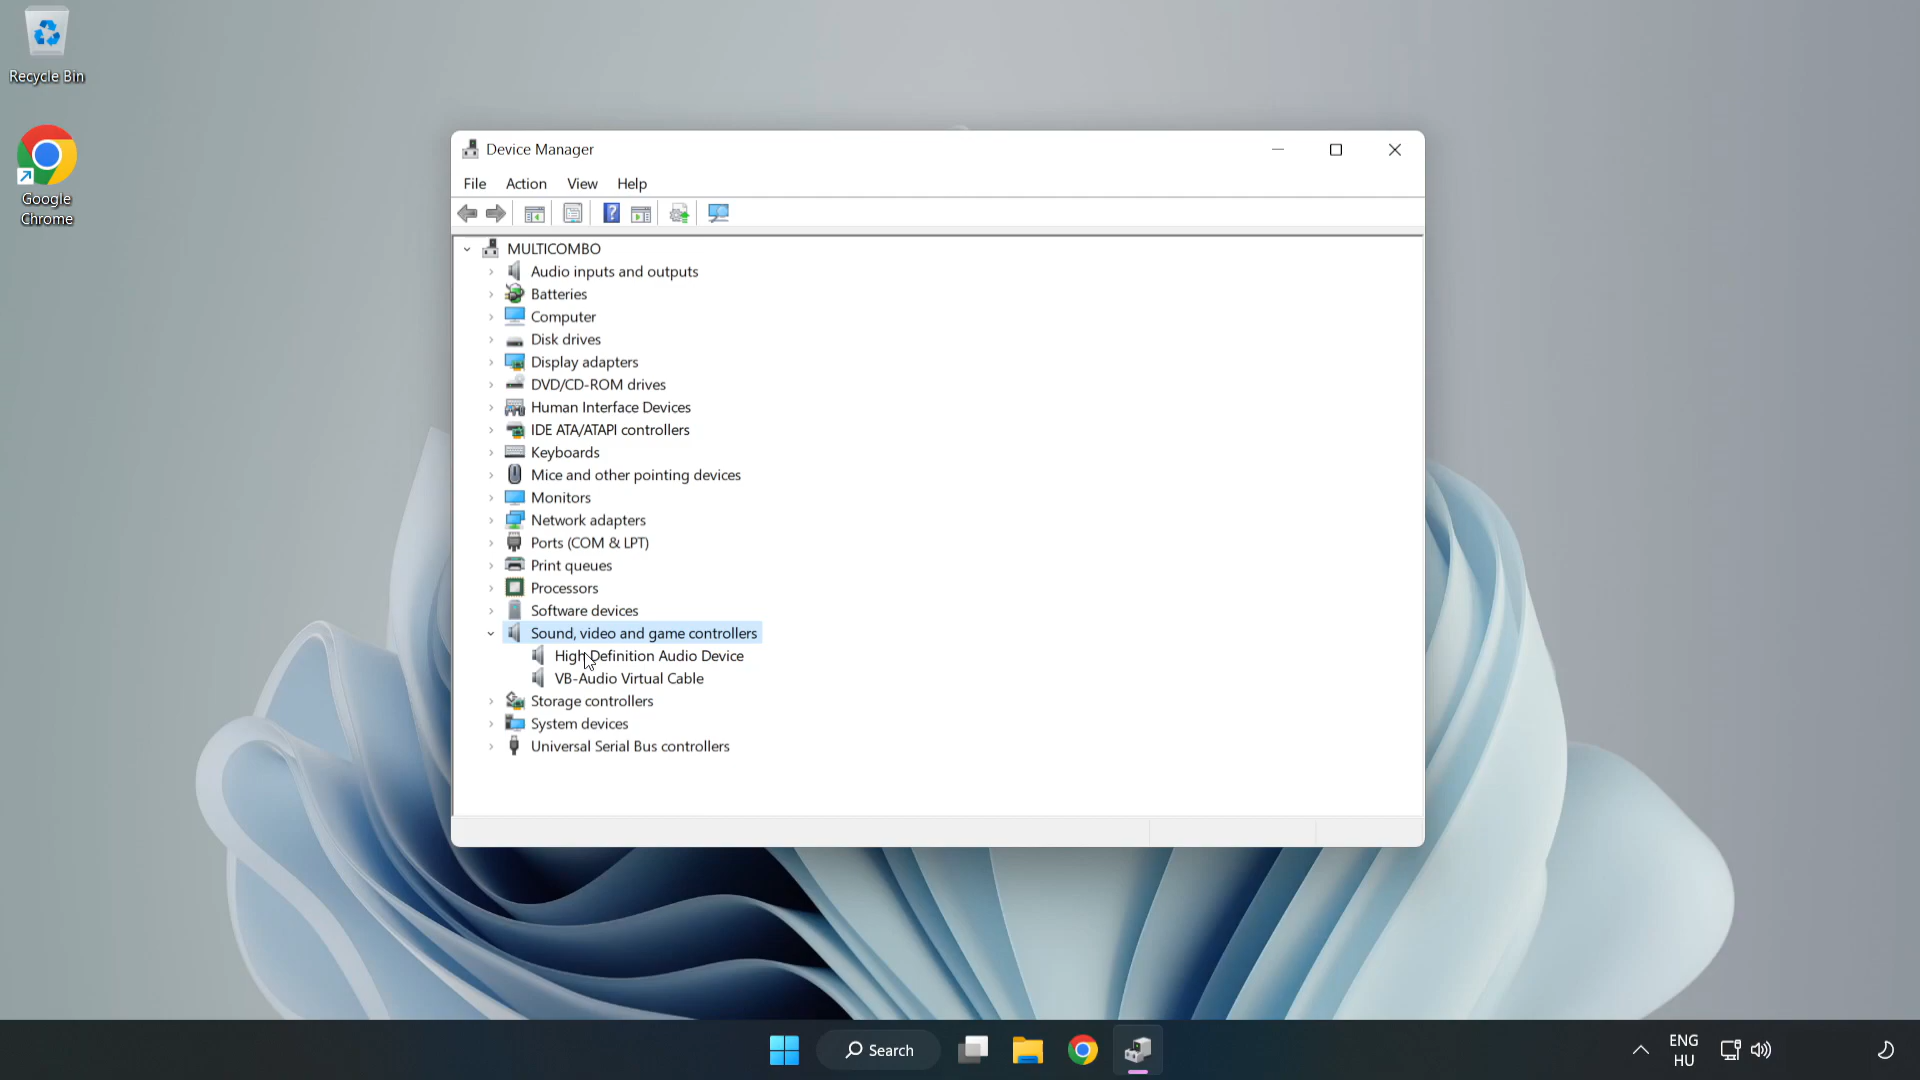 Recycle Bin
Google
Chrome
Device Manager
File Action View Help
MULTICOMBO
Audio inputs and outputs
Batteries
Computer
Disk drives
Display adapters
DVD/CD-ROM drives
Human Interface Devices
IDE ATA/ATAPI controllers
Keyboards
Mice and other pointing devices
Monitors
Network adapters
Ports (COM & LPT)
Print queues
Processors
Software devices
Sound, video and game controllers
High Definition Audio Device
VB-Audio Virtual Cable
Storage controllers
System devices
Universal Serial Bus controllers
Search
ENG
HU